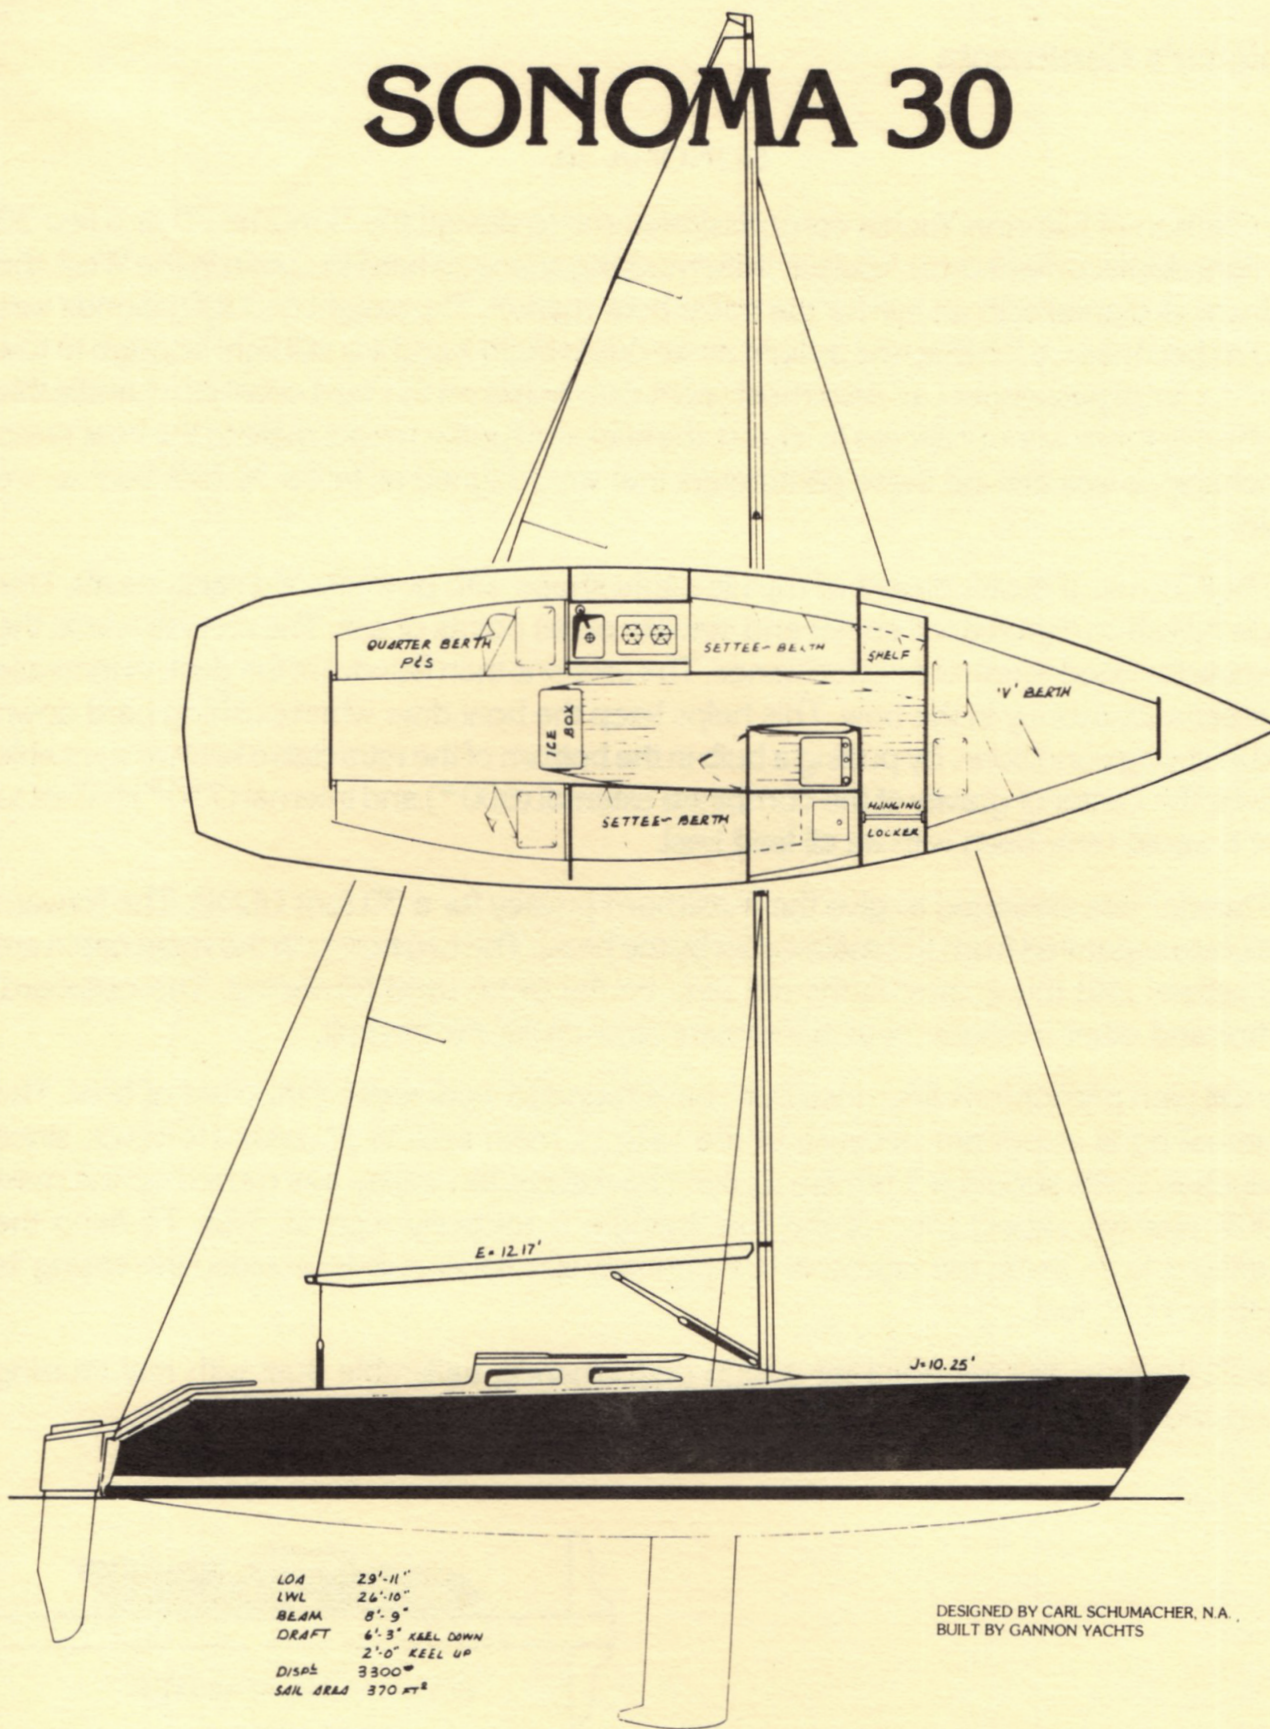 SONOMA 30
QUARTER BERTH
P&S
SETTEE~BERTH
SHELF
'V' BERTH
ICE
BOX
SETTEE~BERTH
HANGING
LOCKER
E=12.17'
J=10.25'
LOA 29'-11"
LWL 26'-10"
BEAM 8'-9"
DRAFT 6'-3" KEEL DOWN
2'-0" KEEL UP
DISPL 3300#
SAIL AREA 370 FT²
DESIGNED BY CARL SCHUMACHER, N.A.
BUILT BY GANNON YACHTS